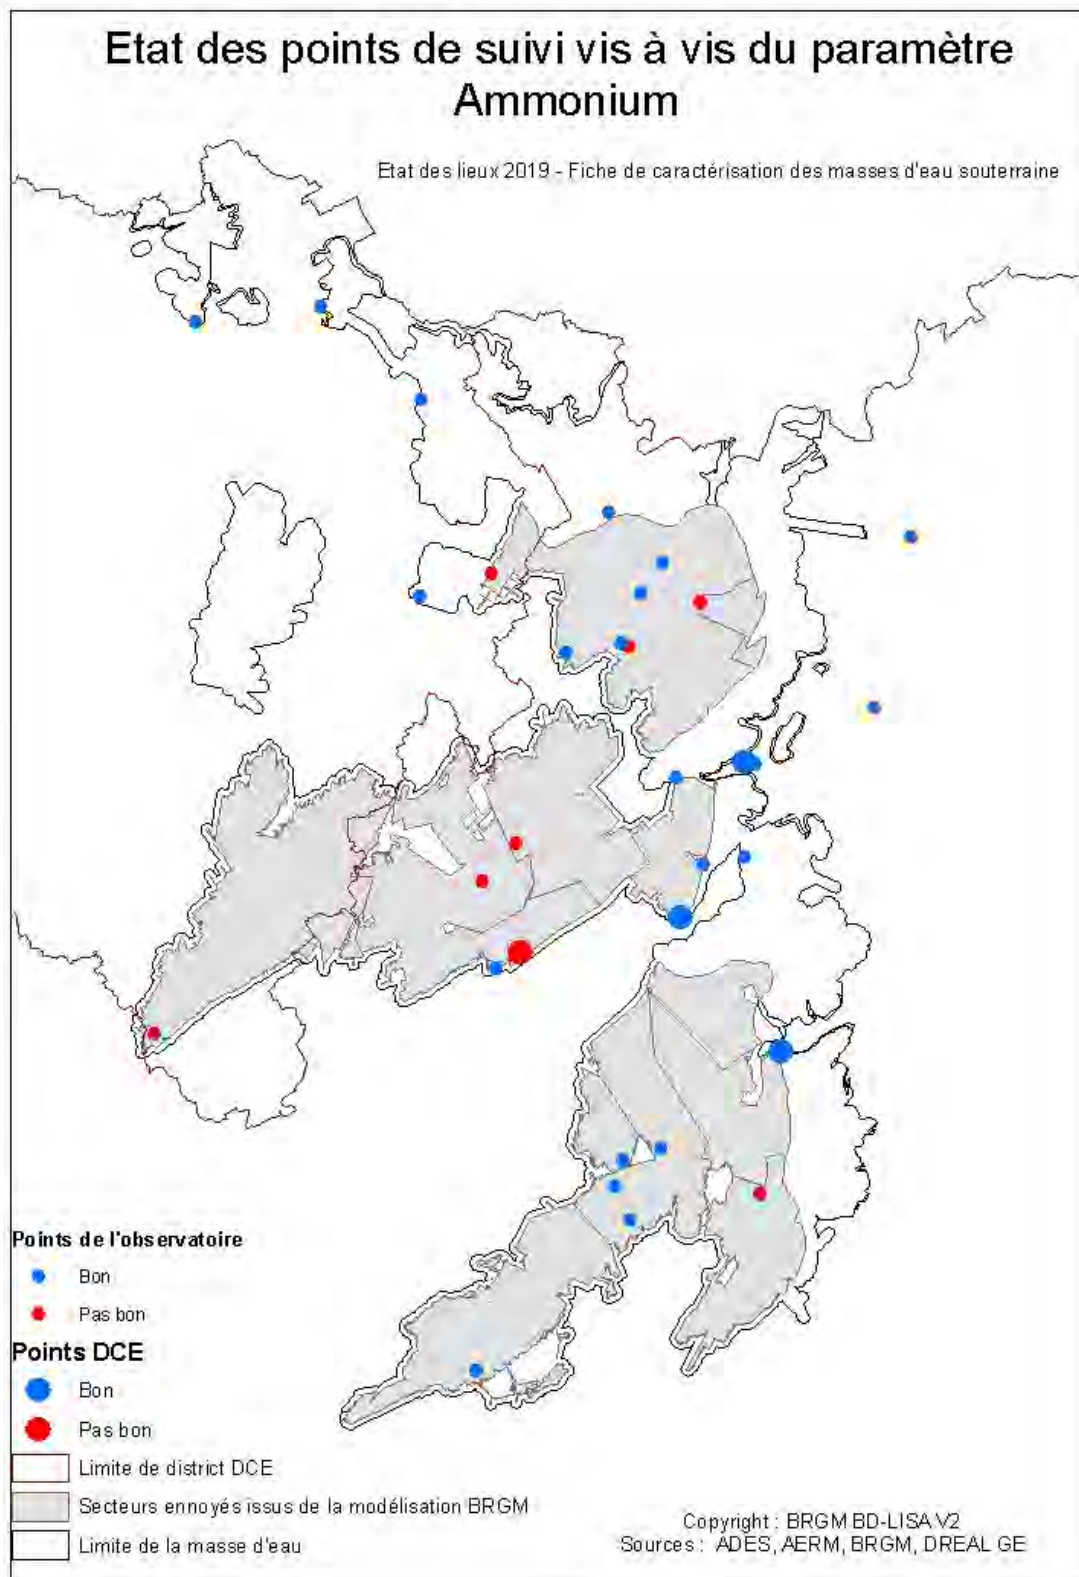 Etat des points de suivi vis à vis du paramètre
Ammonium
Etat des lieux 2019 - Fiche de caractérisation des masses d'eau souterraine
Points de l'observatoire
Bon
Pas bon
Points DCE
Bon
Pas bon
Limite de district DCE
Secteurs ennoyés issus de la modélisation BRGM
Limite de la masse d'eau
Copyright : BRGM BD-LISA V2
Sources : ADES, AERM, BRGM, DREAL GE